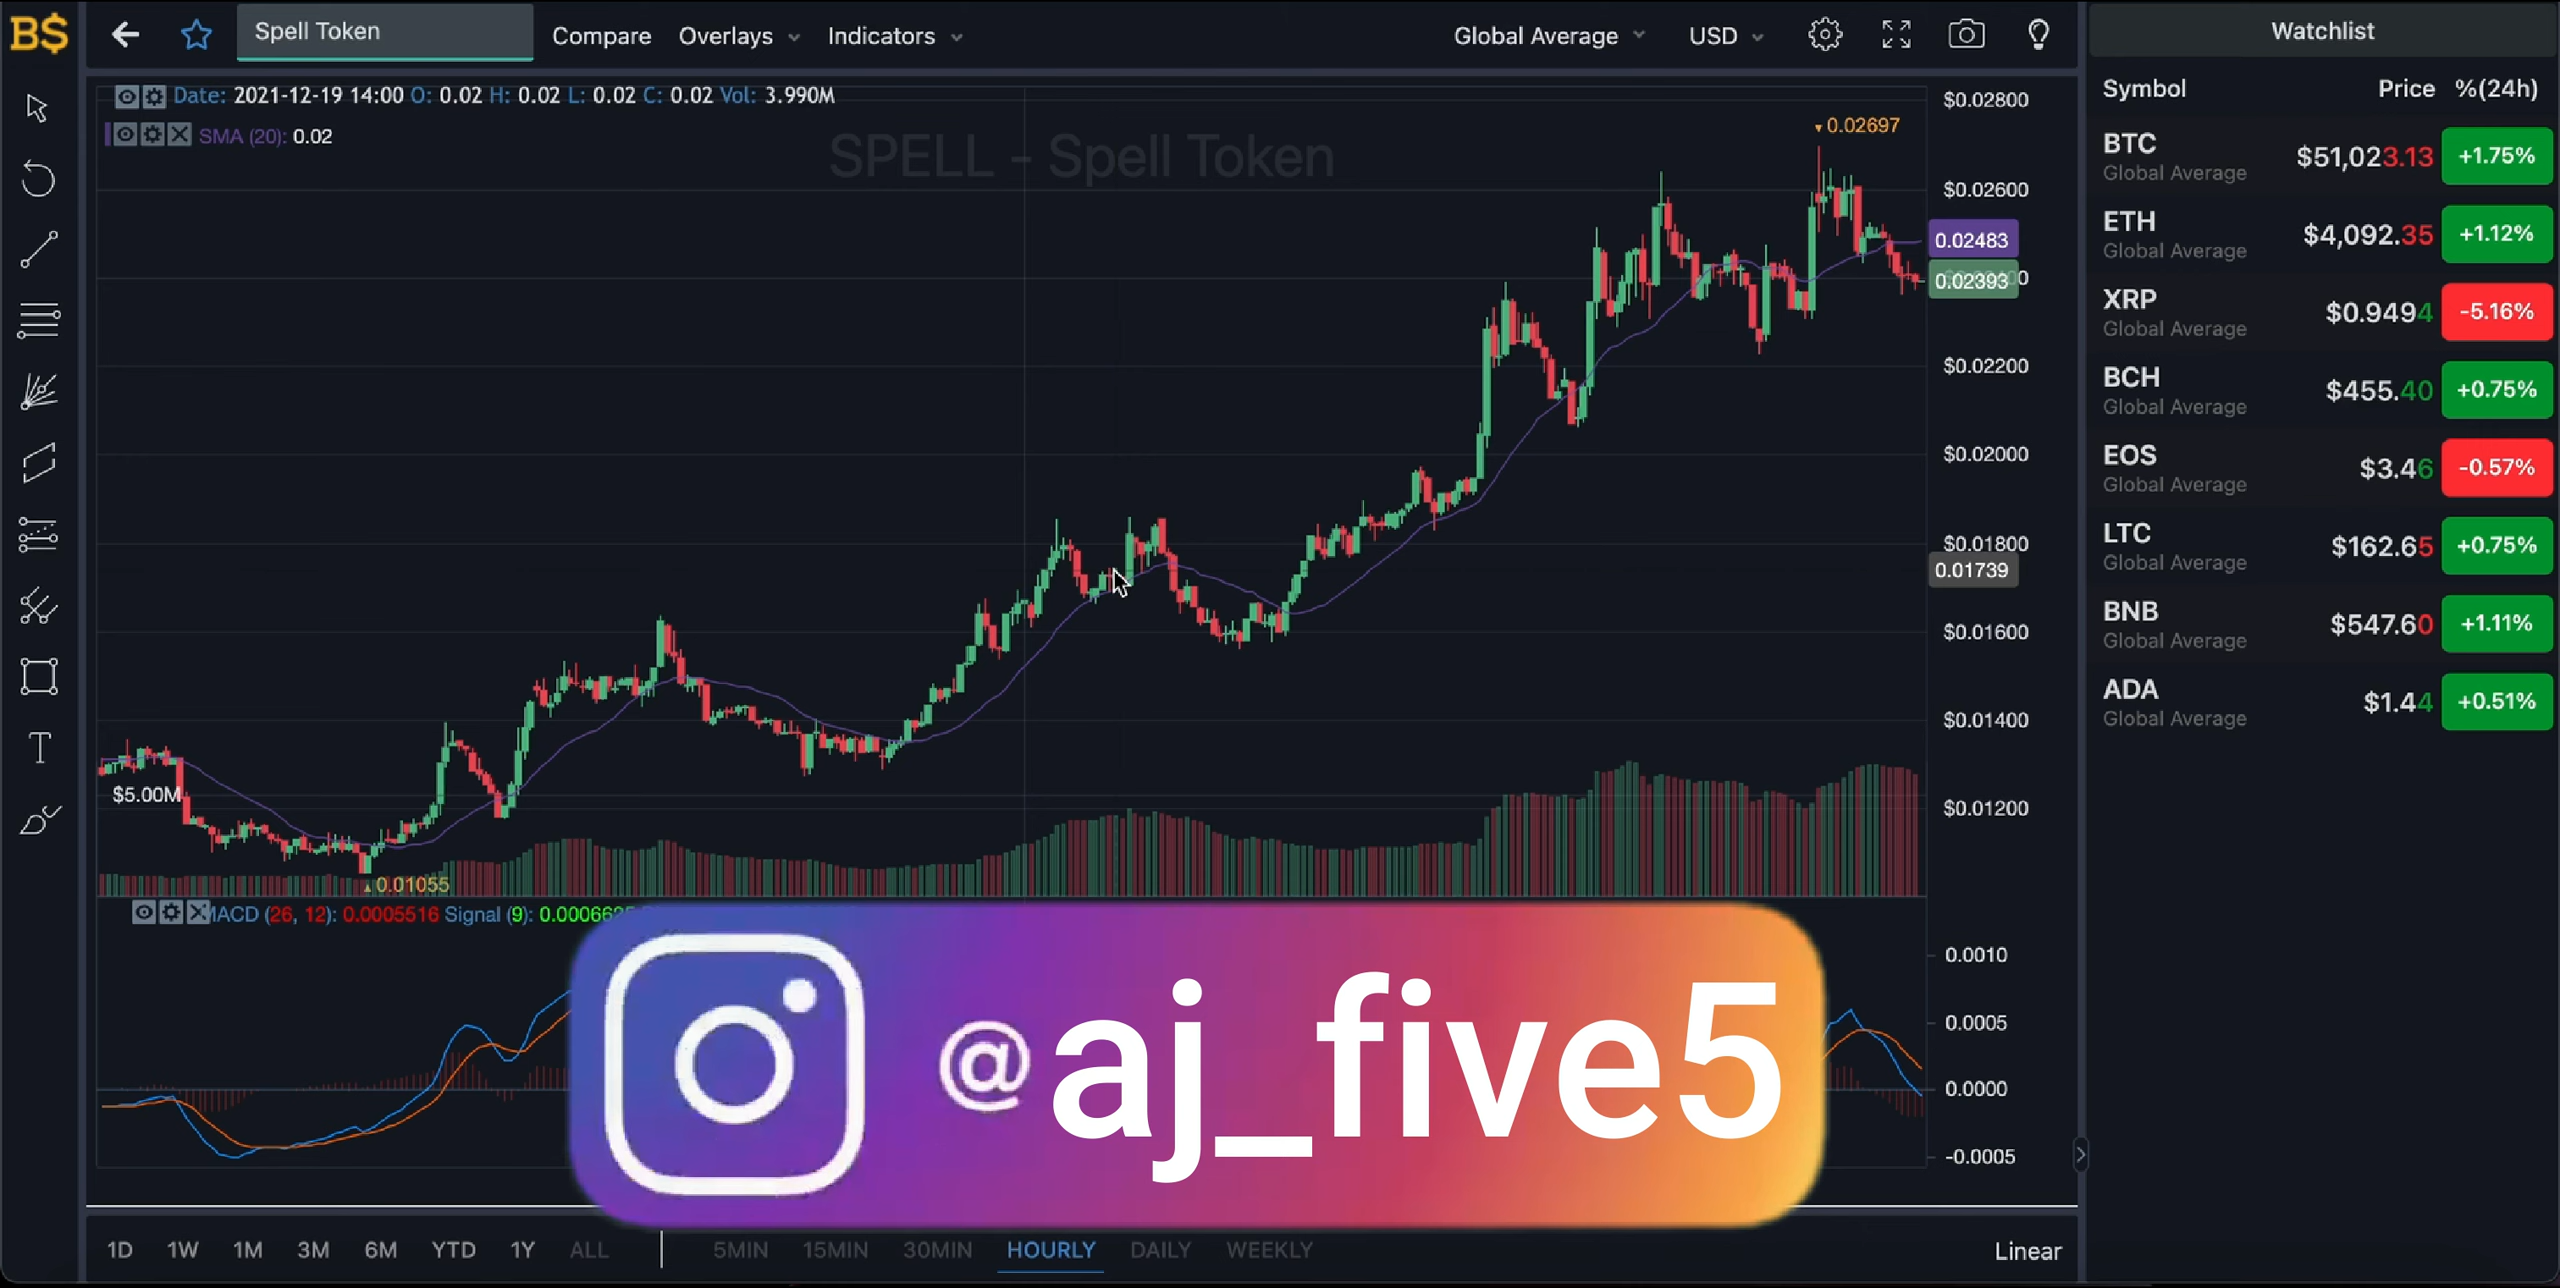 B$
Spell Token
Compare
Overlays
Indicators
Global Average
USD
Watchlist
Date: 2021-12-19 14:00 O: 0.02 H: 0.02 L: 0.02 C: 0.02 Vol: 3.990M
SMA (20): 0.02
SPELL - Spell Token
0.02697
0.01055
$5.00M
$0.02800
$0.02600
0.02483
0.02393
$0.02200
$0.02000
$0.01800
0.01739
$0.01600
$0.01400
$0.01200
MACD (26, 12): 0.0005516 Signal (9):
0.0010
0.0005
0.0000
-0.0005
@aj_five5
1D 1W 1M 3M 6M YTD 1Y ALL
5MIN 15MIN 30MIN HOURLY DAILY WEEKLY
Linear
Symbol Price %(24h)
BTC $51,023.13 +1.75%
Global Average
ETH $4,092.35 +1.12%
Global Average
XRP $0.9494 -5.16%
Global Average
BCH $455.40 +0.75%
Global Average
EOS $3.46 -0.57%
Global Average
LTC $162.65 +0.75%
Global Average
BNB $547.60 +1.11%
Global Average
ADA $1.44 +0.51%
Global Average
T